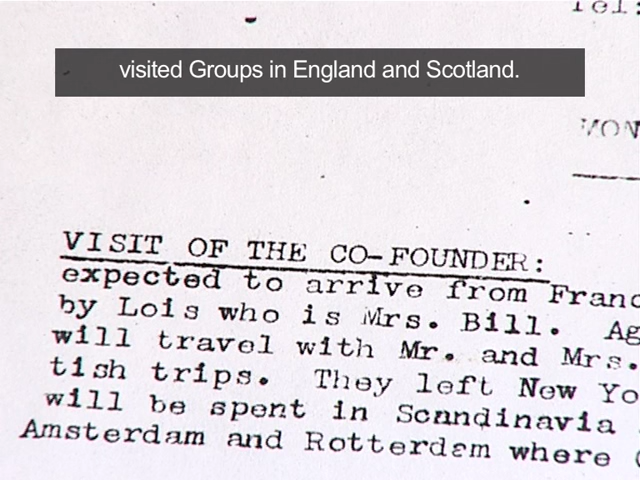 Tel:
visited Groups in England and Scotland.
MON
VISIT OF THE CO-FOUNDER:
expected to arrive from Franc
by Lois who is Mrs. Bill. Ag
will travel with Mr. and Mrs.
tish trips. They left New Yo
will be spent in Scandinavia
Amsterdam and Rotterdam where